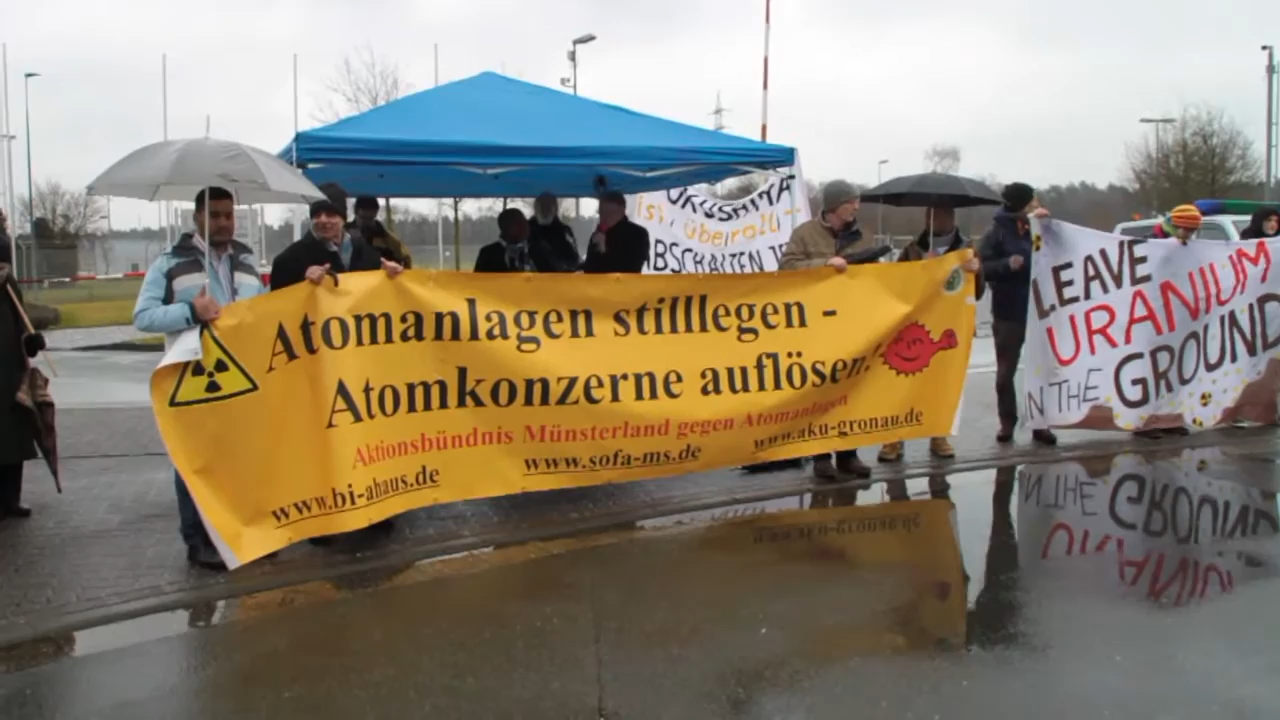 Atomanlagen stilllegen -
Atomkonzerne auflösen!
Aktionsbündnis Münsterland gegen Atomanlagen
www.bi-ahaus.de
www.sofa-ms.de
www.aku-gronau.de
ist überall -
ABSCHALTEN
LEAVE
URANIUM
IN THE GROUND